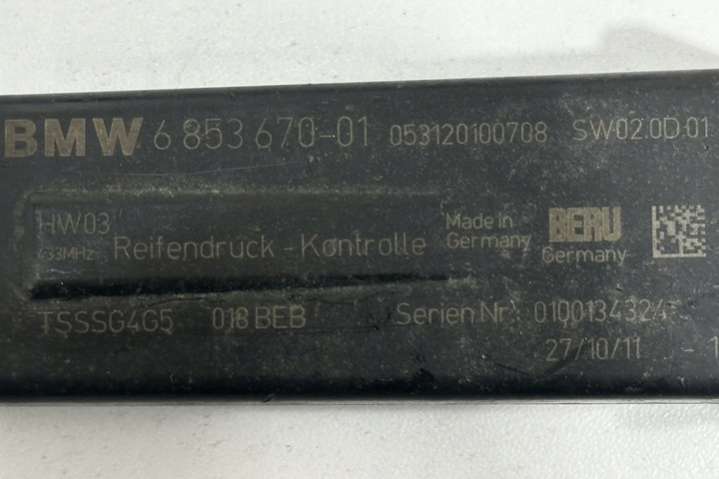 BMW 6 853 670-01 053120100708 SW02.0D.01
HW03
433MHz Reifendruck - Kontrolle
Made in
Germany
BERU
Germany
TSSSG4G5 018 BEB Serien Nr. 0100134324
27/10/11 - 1